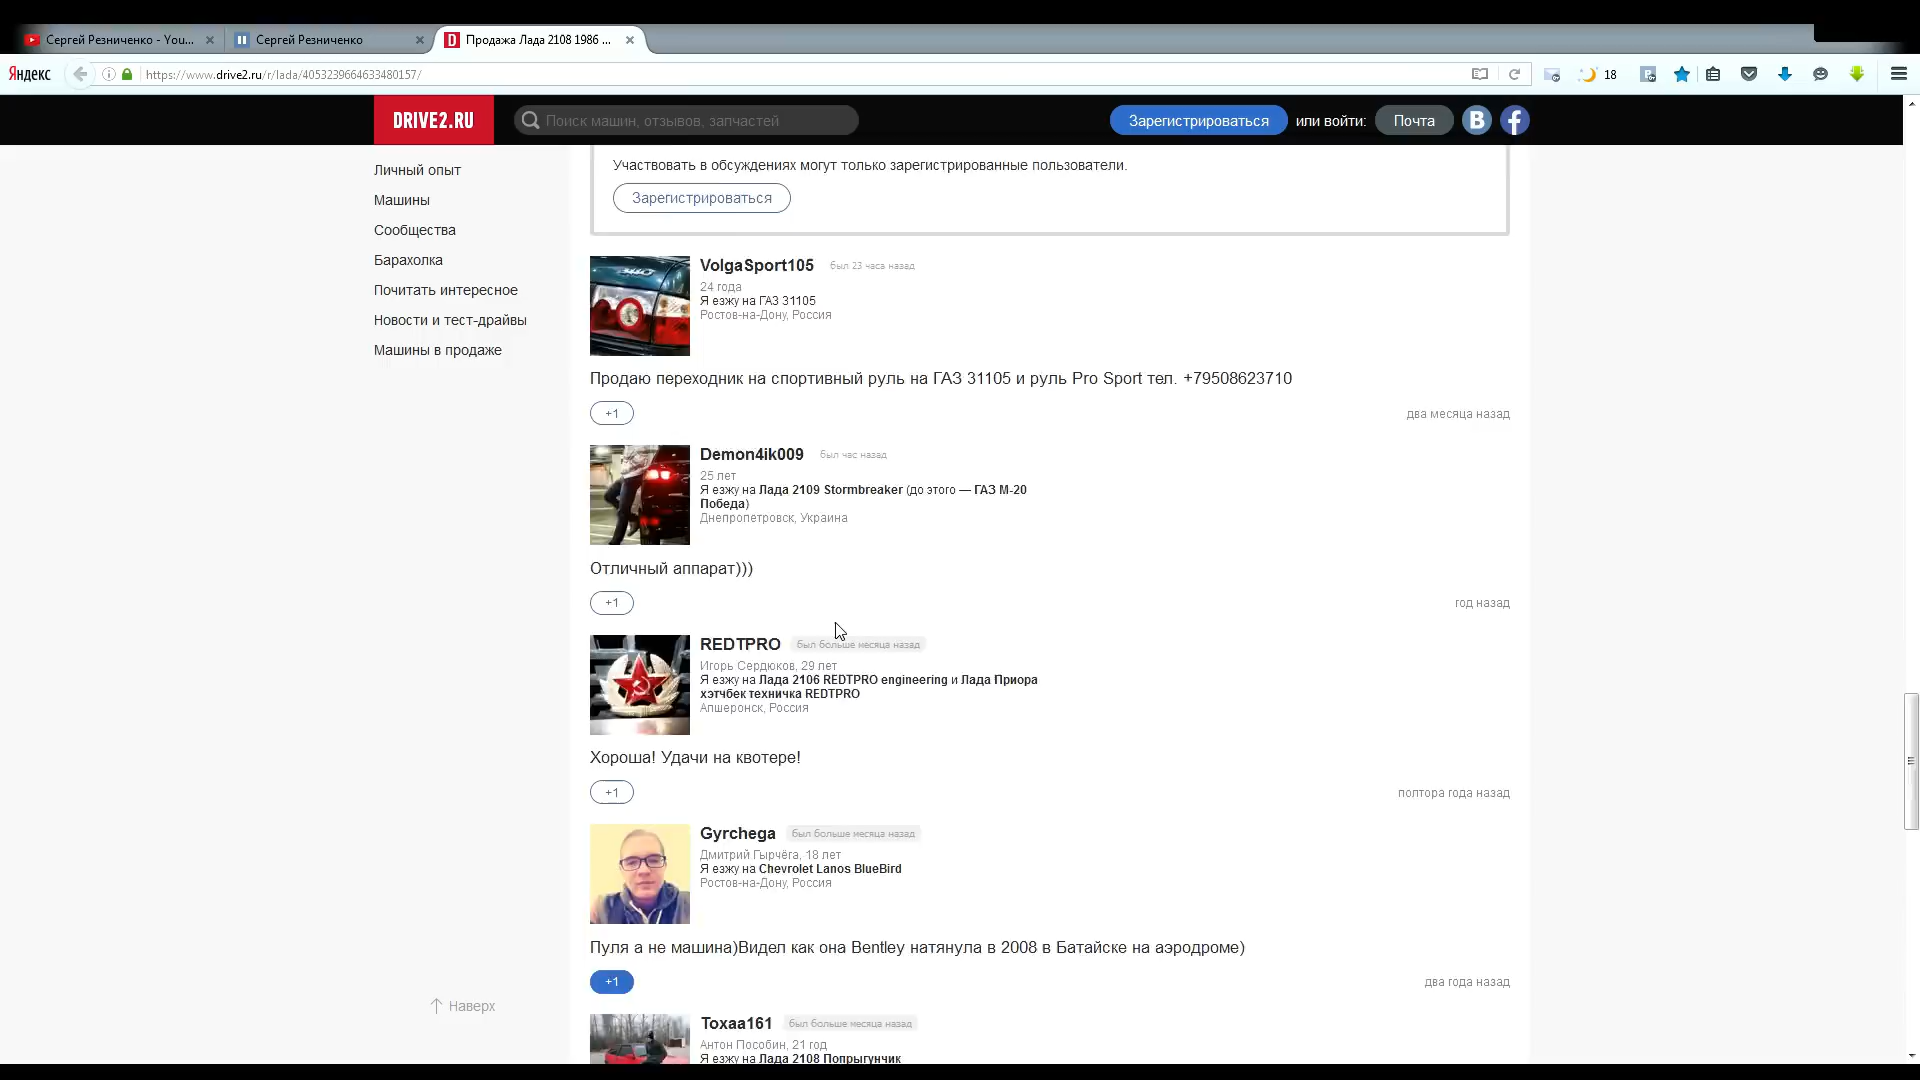 Сергей Резниченко - You...
Сергей Резниченко
Продажа Лада 2108 1986 ...
Яндекс
https://www.drive2.ru/r/lada/4053239664633480157/
18
DRIVE2.RU
Поиск машин, отзывов, запчастей
Зарегистрироваться
или войти:
Почта
Личный опыт
Машины
Сообщества
Барахолка
Почитать интересное
Новости и тест-драйвы
Машины в продаже
Участвовать в обсуждениях могут только зарегистрированные пользователи.
Зарегистрироваться
VolgaSport105 был 23 часа назад
24 года
Я езжу на ГАЗ 31105
Ростов-на-Дону, Россия
Продаю переходник на спортивный руль на ГАЗ 31105 и руль Pro Sport тел. +79508623710
+1
два месяца назад
Demon4ik009 был час назад
25 лет
Я езжу на Лада 2109 Stormbreaker (до этого — ГАЗ М-20
Победа)
Днепропетровск, Украина
Отличный аппарат)))
+1
год назад
REDTPRO был больше месяца назад
Игорь Сердюков, 29 лет
Я езжу на Лада 2106 REDTPRO engineering и Лада Приора
хэтчбек техничка REDTPRO
Апшеронск, Россия
Хороша! Удачи на квотере!
+1
полтора года назад
Gyrchega был больше месяца назад
Дмитрий Гырчёга, 18 лет
Я езжу на Chevrolet Lanos BlueBird
Ростов-на-Дону, Россия
Пуля а не машина)Видел как она Bentley натянула в 2008 в Батайске на аэродроме)
+1
два года назад
Наверх
Toxaa161 был больше месяца назад
Антон Пособин, 21 год
Я езжу на Лада 2108 Попрыгунчик